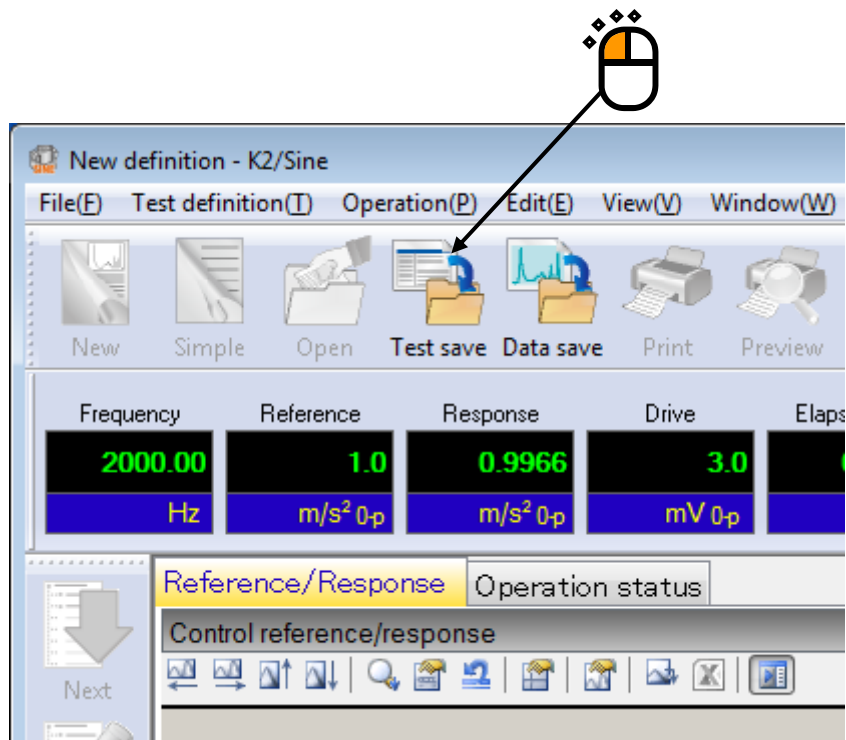 New definition - K2/Sine
File(F) Test definition(T) Operation(P) Edit(E) View(V) Window(W)
New Simple Open Test save Data save Print Preview
Frequency Reference Response Drive
2000.00 1.0 0.9966 3.0
Hz m/s² 0-p m/s² 0-p mV 0-p
Reference/Response Operation status
Control reference/response
Next